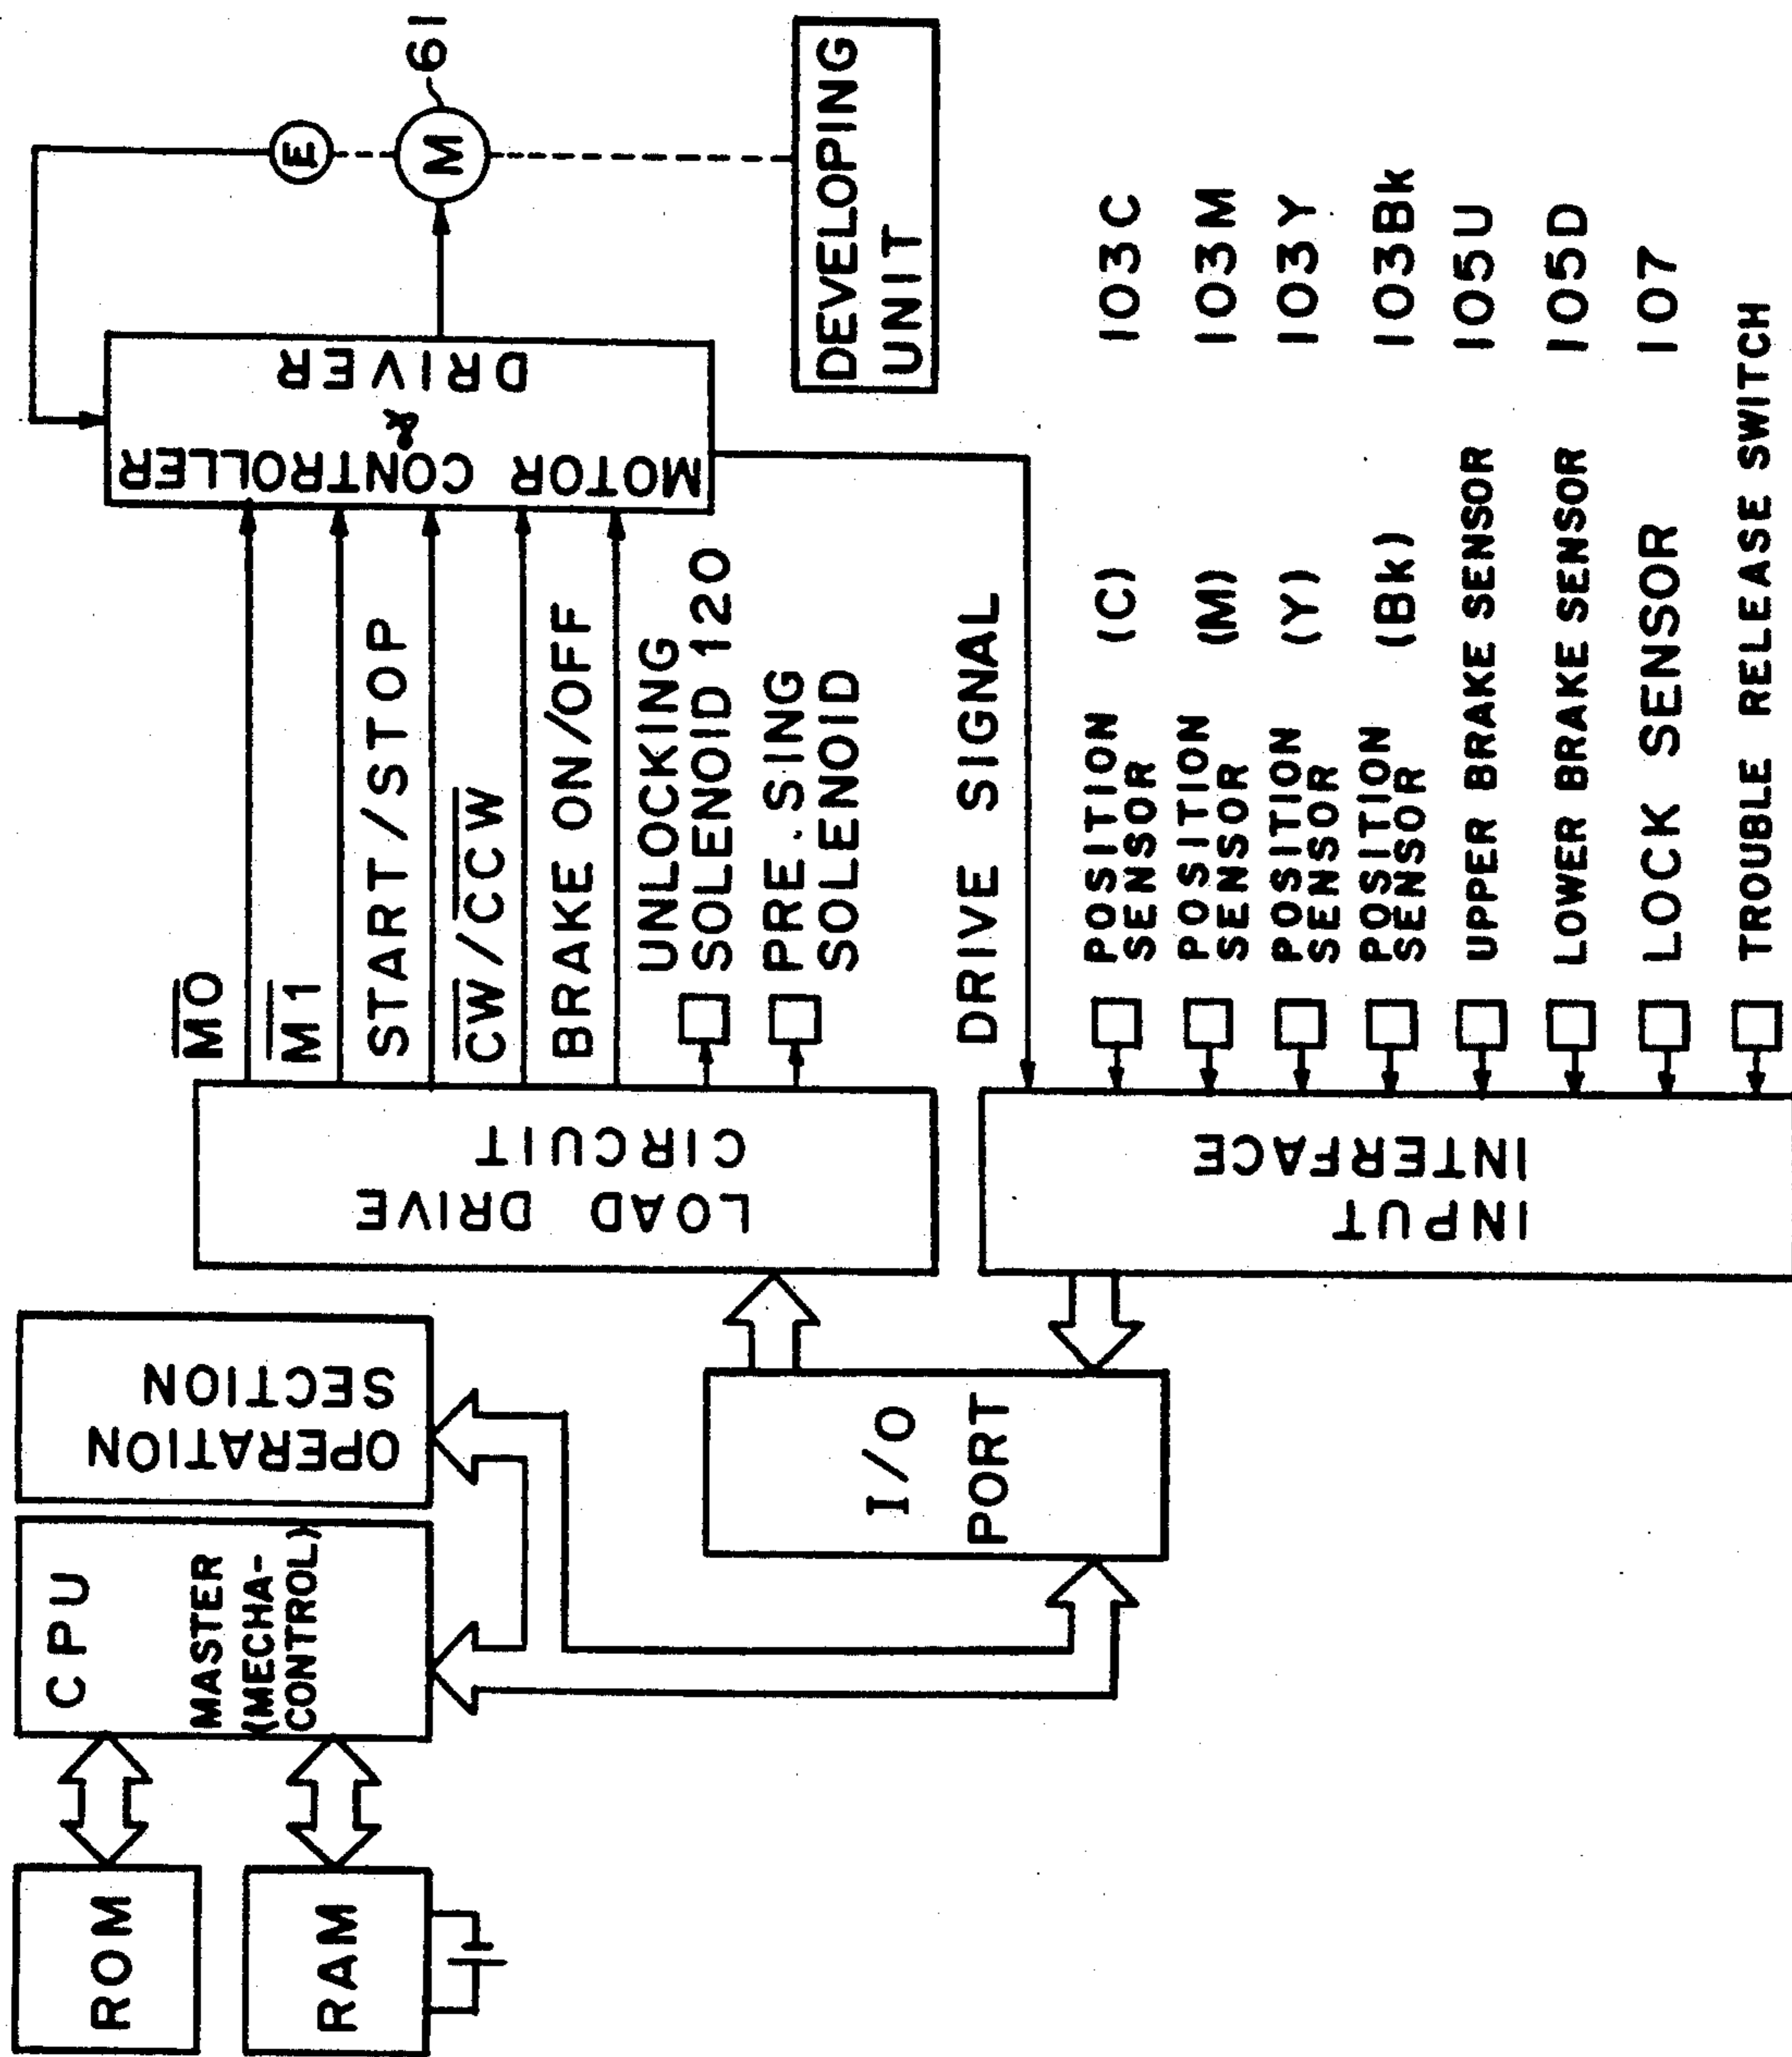 ROM
RAM
CPU
MASTER
(MECHA-
CONTROL)
OPERATION
SECTION
I/O
PORT
LOAD DRIVE
CIRCUIT
INPUT
INTERFACE
M0
M1
START/STOP
CW/CCW
BRAKE ON/OFF
UNLOCKING
SOLENOID 120
PRE.SING
SOLENOID
MOTOR CONTROLLER
&
DRIVER
E
M
61
DEVELOPING
UNIT
DRIVE SIGNAL
POSITION
SENSOR (C) 103C
POSITION
SENSOR (M) 103M
POSITION
SENSOR (Y) 103Y
POSITION
SENSOR (Bk) 103Bk
UPPER BRAKE SENSOR 105U
LOWER BRAKE SENSOR 105D
LOCK SENSOR 107
TROUBLE RELEASE SWITCH